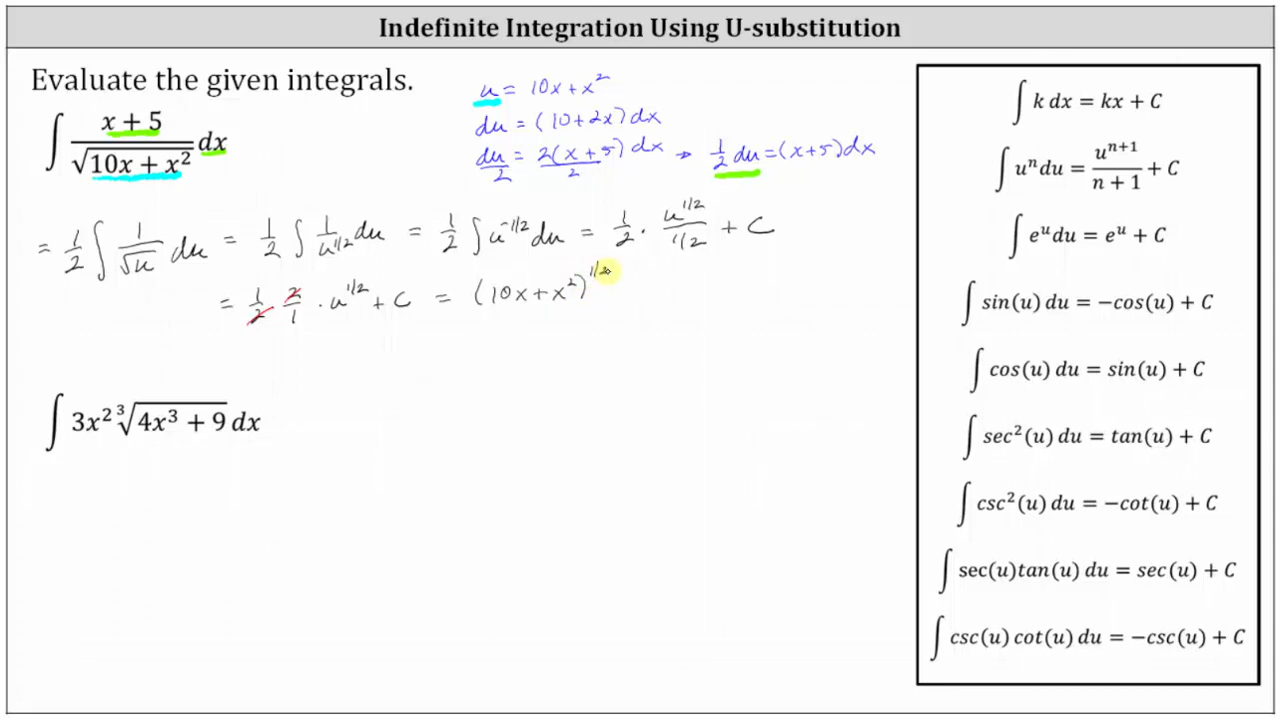 Indefinite Integration Using U-substitution
Evaluate the given integrals.
∫ (x + 5)/√(10x + x²) dx
u = 10x + x²
du = (10 + 2x) dx
du/2 = 2(x + 5)/2 dx → ½ du = (x+5) dx
= ½ ∫ 1/√u du = ½ ∫ 1/u^(1/2) du = ½ ∫ u^(-1/2) du = ½ · u^(1/2)/(1/2) + C
= ½ · 2/1 · u^(1/2) + C = (10x + x²)^(1/2)
∫ 3x² ∛(4x³ + 9) dx
∫ k dx = kx + C
∫ uⁿ du = uⁿ⁺¹/(n + 1) + C
∫ eᵘ du = eᵘ + C
∫ sin(u) du = −cos(u) + C
∫ cos(u) du = sin(u) + C
∫ sec²(u) du = tan(u) + C
∫ csc²(u) du = −cot(u) + C
∫ sec(u)tan(u) du = sec(u) + C
∫ csc(u) cot(u) du = −csc(u) + C